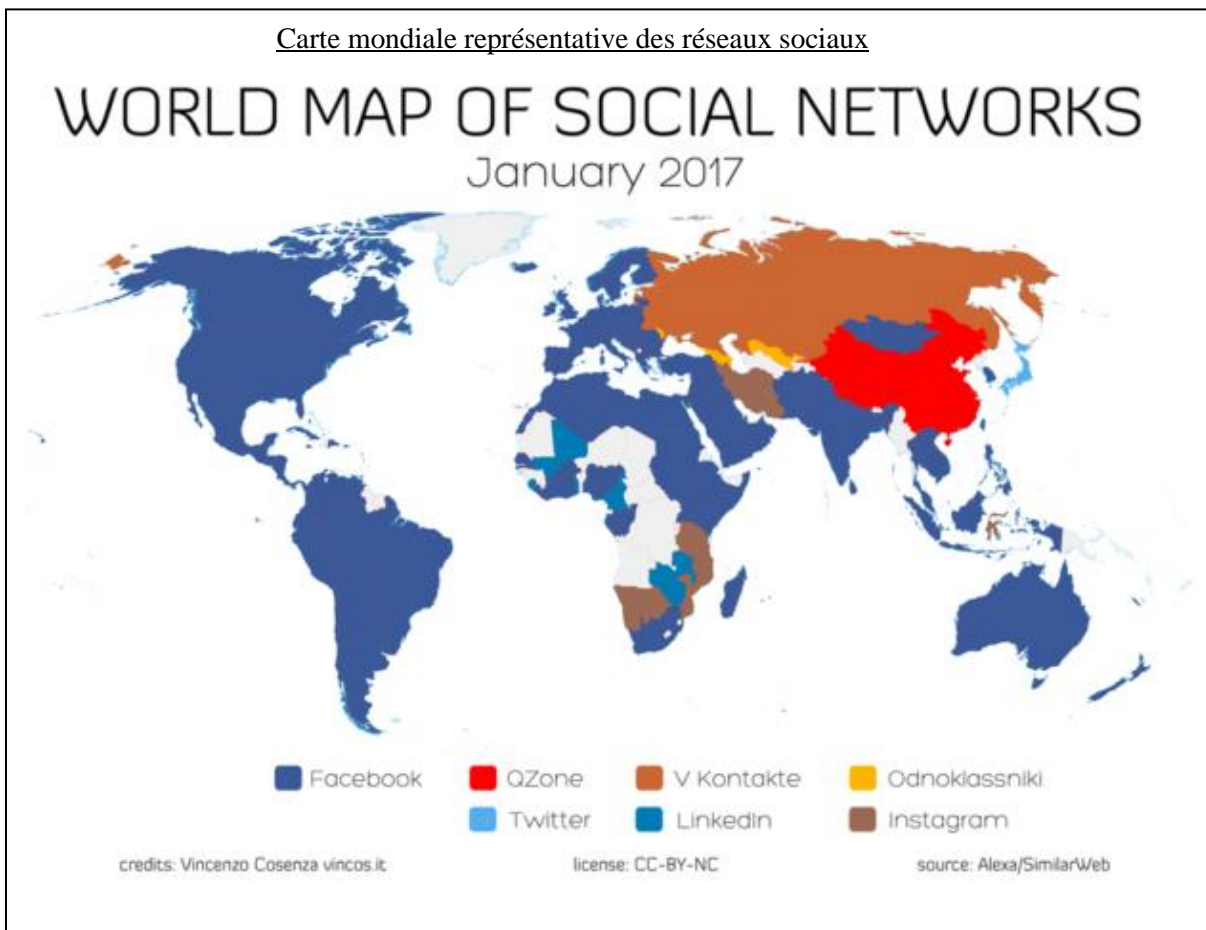 Carte mondiale représentative des réseaux sociaux
WORLD MAP OF SOCIAL NETWORKS
January 2017
Facebook QZone V Kontakte Odnoklassniki
Twitter LinkedIn Instagram
credits: Vincenzo Cosenza vincos.it license: CC-BY-NC source: Alexa/SimilarWeb